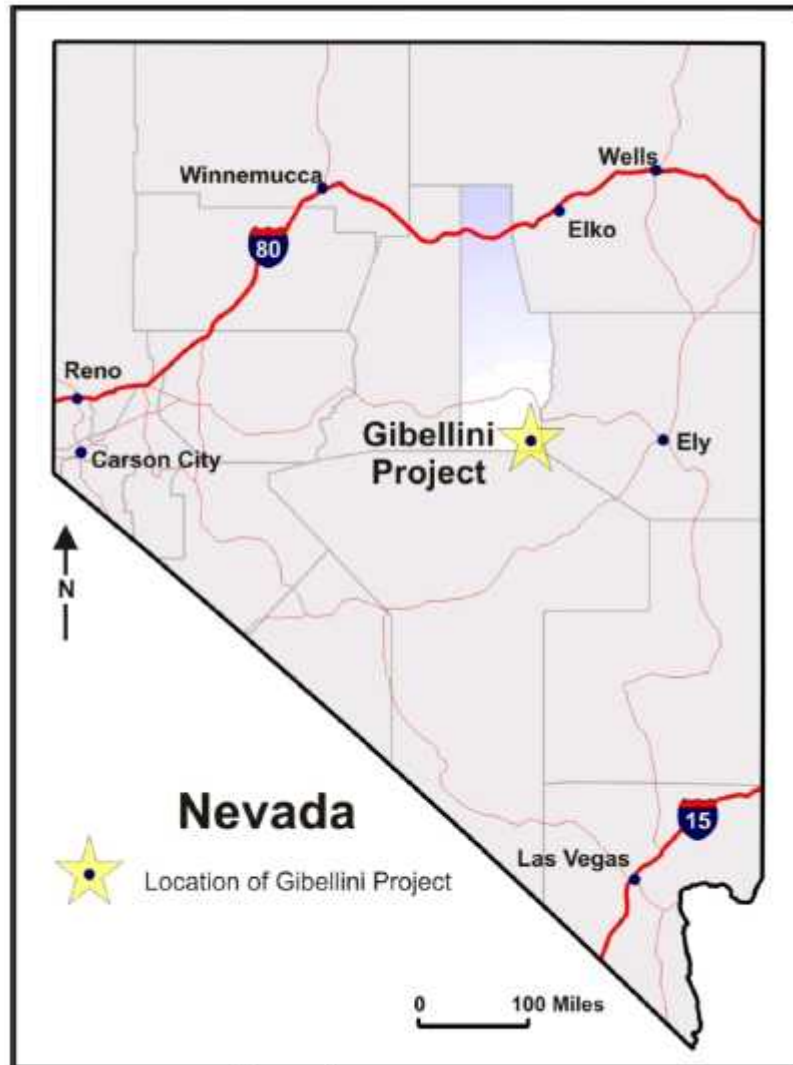 Winnemucca
Wells
Elko
80
Reno
Gibellini
Project
Ely
Carson City
N
Nevada
15
Las Vegas
Location of Gibellini Project
0 100 Miles